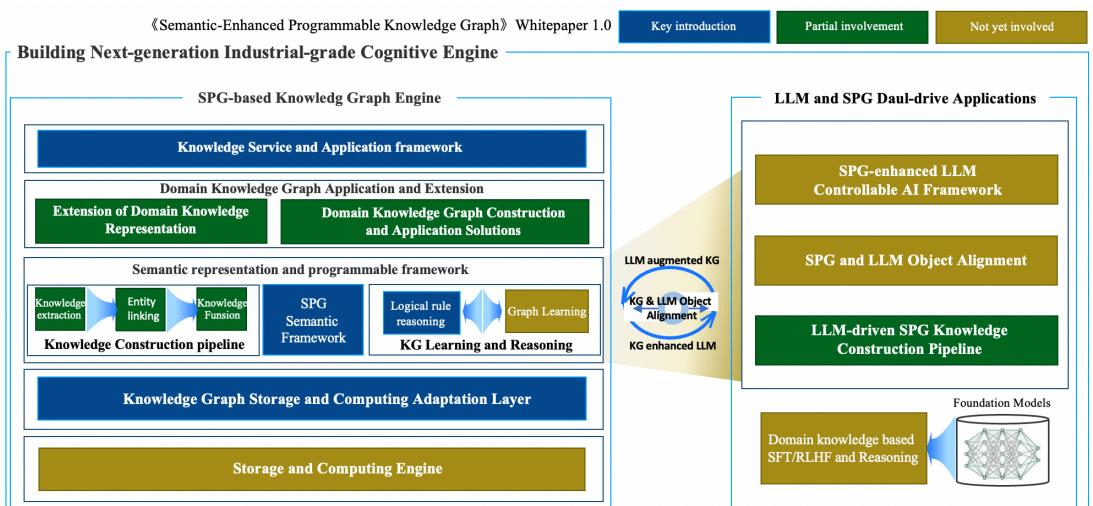 《Semantic-Enhanced Programmable Knowledge Graph》Whitepaper 1.0
Key introduction
Partial involvement
Not yet involved
Building Next-generation Industrial-grade Cognitive Engine
SPG-based Knowledg Graph Engine
Knowledge Service and Application framework
Domain Knowledge Graph Application and Extension
Extension of Domain Knowledge
Representation
Domain Knowledge Graph Construction
and Application Solutions
Semantic representation and programmable framework
Knowledge
extraction
Entity
linking
Knowledge
Funsion
Knowledge Construction pipeline
SPG
Semantic
Framework
Logical rule
reasoning
Graph Learning
KG Learning and Reasoning
Knowledge Graph Storage and Computing Adaptation Layer
Storage and Computing Engine
LLM augmented KG
KG & LLM Object
Alignment
KG enhanced LLM
LLM and SPG Daul-drive Applications
SPG-enhanced LLM
Controllable AI Framework
SPG and LLM Object Alignment
LLM-driven SPG Knowledge
Construction Pipeline
Foundation Models
Domain knowledge based
SFT/RLHF and Reasoning